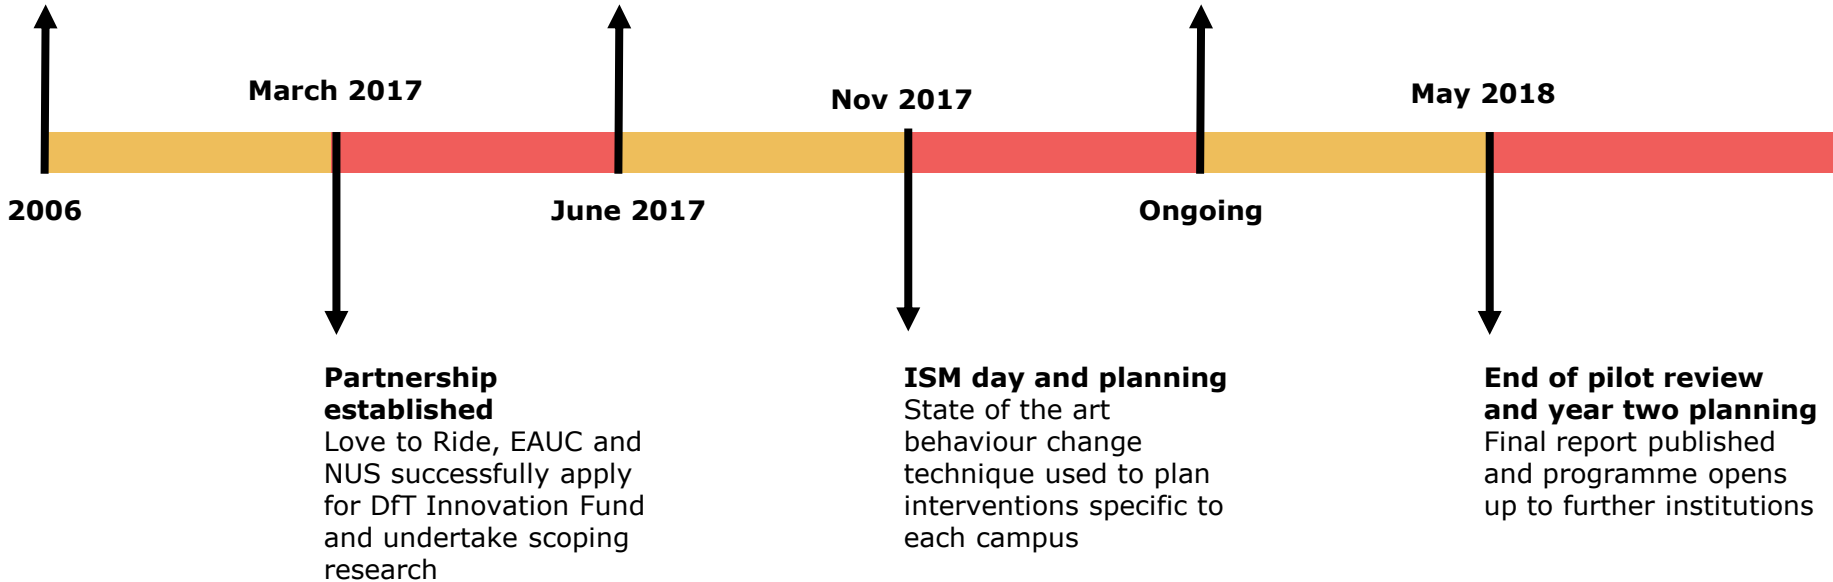 March 2017
Nov 2017
May 2018
2006
June 2017
Ongoing
Partnership
established
Love to Ride, EAUC and
NUS successfully apply
for DfT Innovation Fund
and undertake scoping
research
ISM day and planning
State of the art
behaviour change
technique used to plan
interventions specific to
each campus
End of pilot review
and year two planning
Final report published
and programme opens
up to further institutions